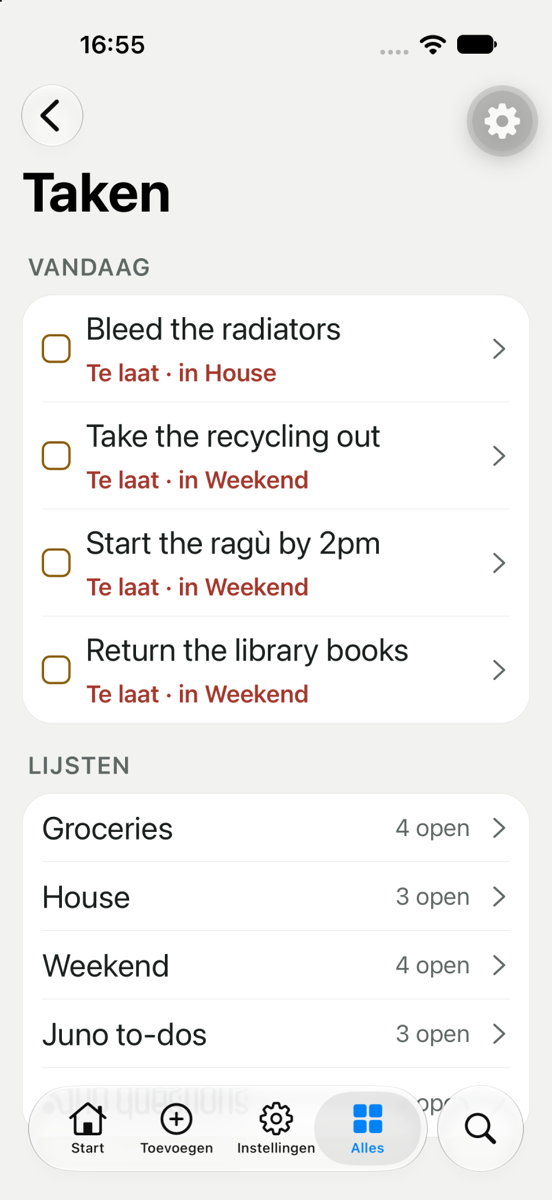 16:55
Taken
VANDAAG
Bleed the radiators
Te laat · in House
Take the recycling out
Te laat · in Weekend
Start the ragù by 2pm
Te laat · in Weekend
Return the library books
Te laat · in Weekend
LIJSTEN
Groceries 4 open
House 3 open
Weekend 4 open
Juno to-dos 3 open
Start Toevoegen Instellingen Alles